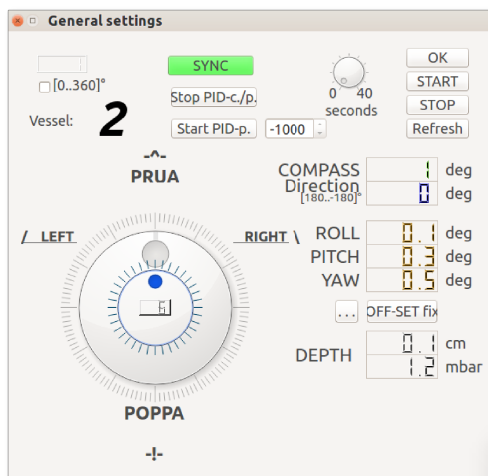 General settings
SYNC
OK
[0..360]°
0 40
START
Stop PID-c./p.
seconds
STOP
Vessel: 2
Start PID-p. -1000
Refresh
-^-
PRUA
COMPASS 1 deg
Direction 0 deg
[180..-180]°
/ LEFT
RIGHT \
ROLL 0.1 deg
PITCH 0.3 deg
YAW 0.5 deg
... OFF-SET fix
DEPTH 0.1 cm
1.2 mbar
POPPA
-!-